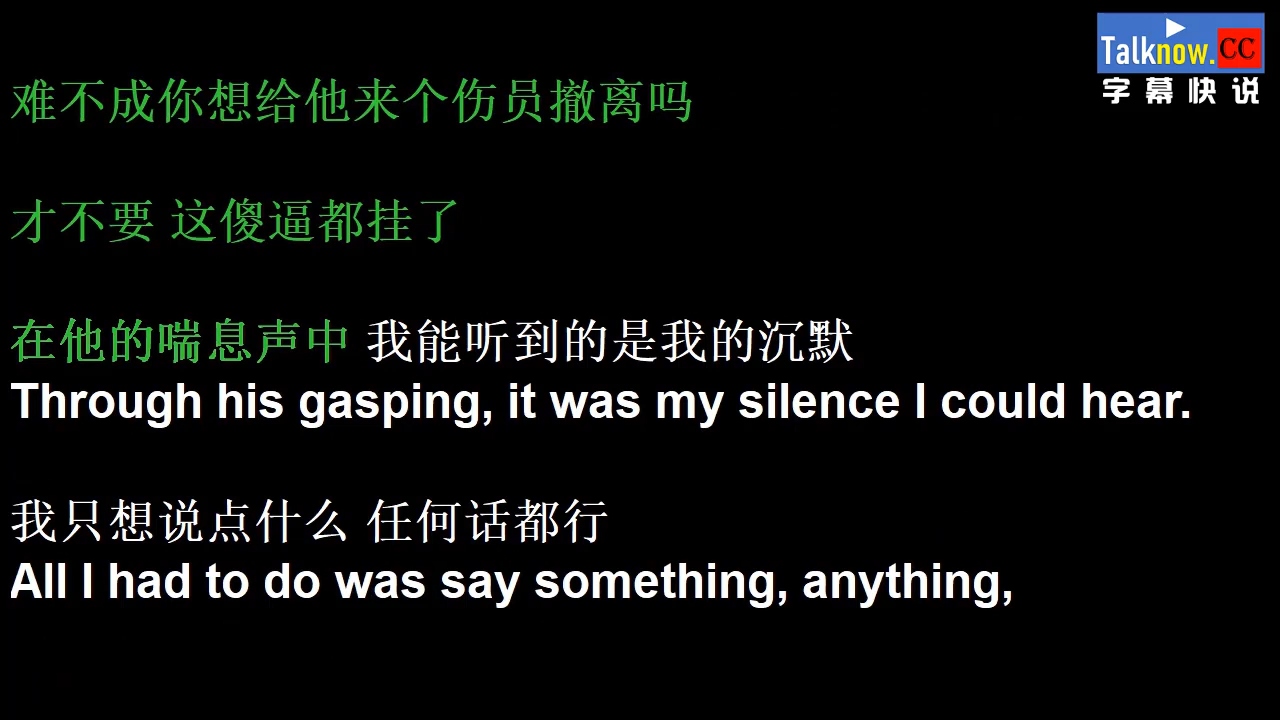 Talknow.CC
字幕快说
难不成你想给他来个伤员撤离吗
才不要 这傻逼都挂了
在他的喘息声中 我能听到的是我的沉默
Through his gasping, it was my silence I could hear.
我只想说点什么 任何话都行
All I had to do was say something, anything,